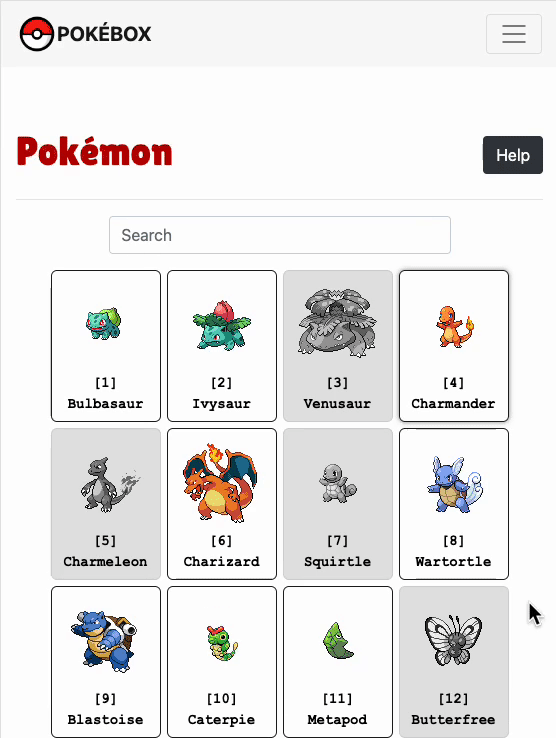 POKÉBOX
Pokémon
Help
Search
[1]
Bulbasaur
[2]
Ivysaur
[3]
Venusaur
[4]
Charmander
[5]
Charmeleon
[6]
Charizard
[7]
Squirtle
[8]
Wartortle
[9]
Blastoise
[10]
Caterpie
[11]
Metapod
[12]
Butterfree